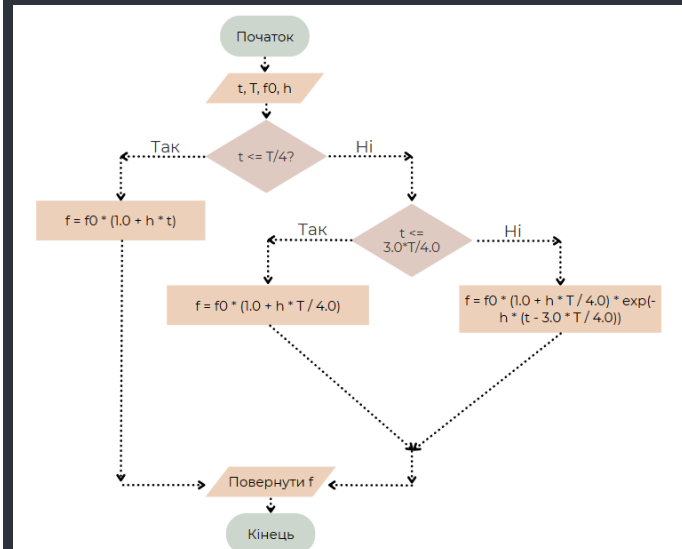 Початок
t, T, f0, h
Так
Ні
t <= T/4?
f = f0 * (1.0 + h * t)
Так
t <=
3.0*T/4.0
Ні
f = f0 * (1.0 + h * T / 4.0)
f = f0 * (1.0 + h * T / 4.0) * exp(-
h * (t - 3.0 * T / 4.0))
Повернути f
Кінець